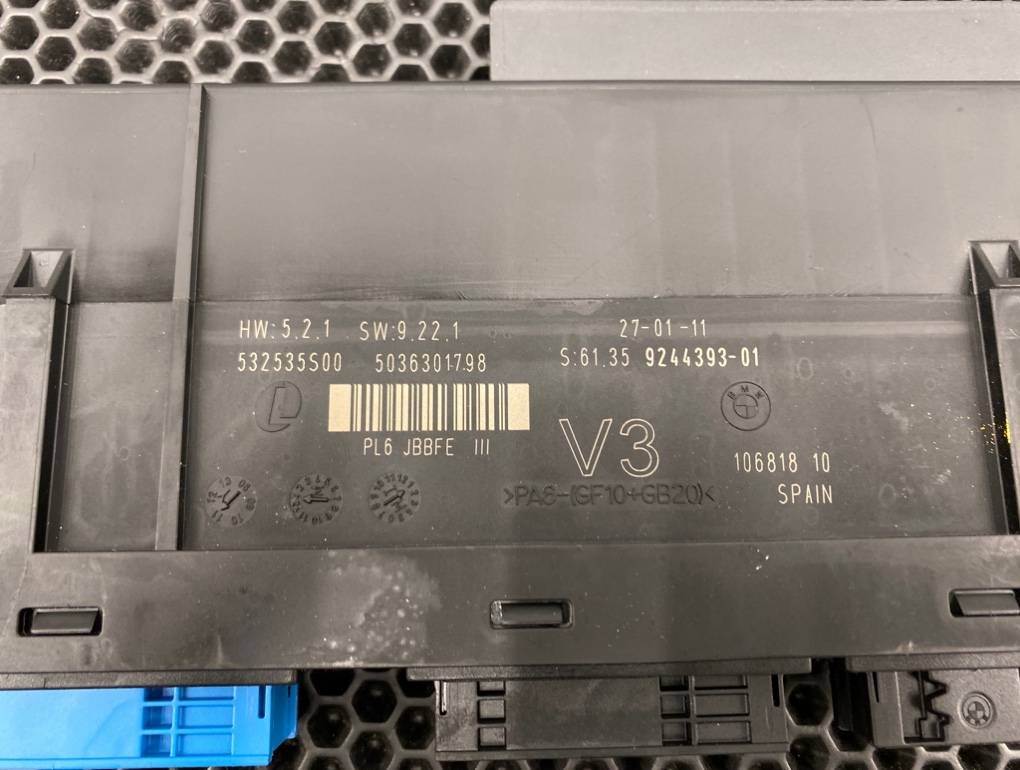 HW:5.2.1 SW:9.22.1 27-01-11
532535S00 5036301798 S:61.35 9244393-01
BMW
PL6 JBBFE III
V3
106818 10
>PA6-(GF10+GB20)<
SPAIN